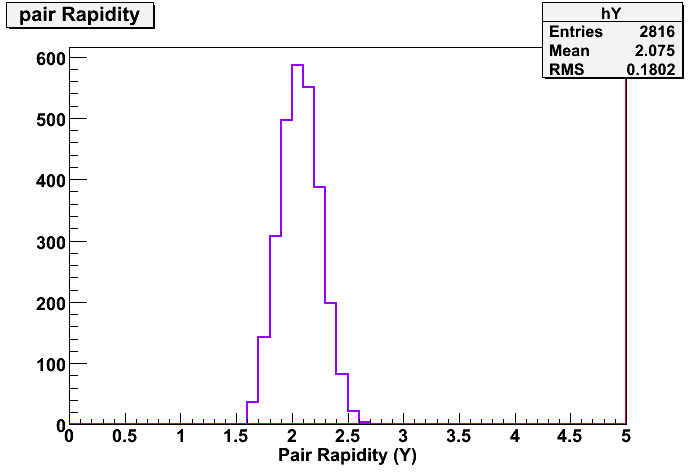 pair Rapidity
hY
Entries 2816
Mean 2.075
RMS 0.1802
600
500
400
300
200
100
0
0 0.5 1 1.5 2 2.5 3 3.5 4 4.5 5
Pair Rapidity (Y)